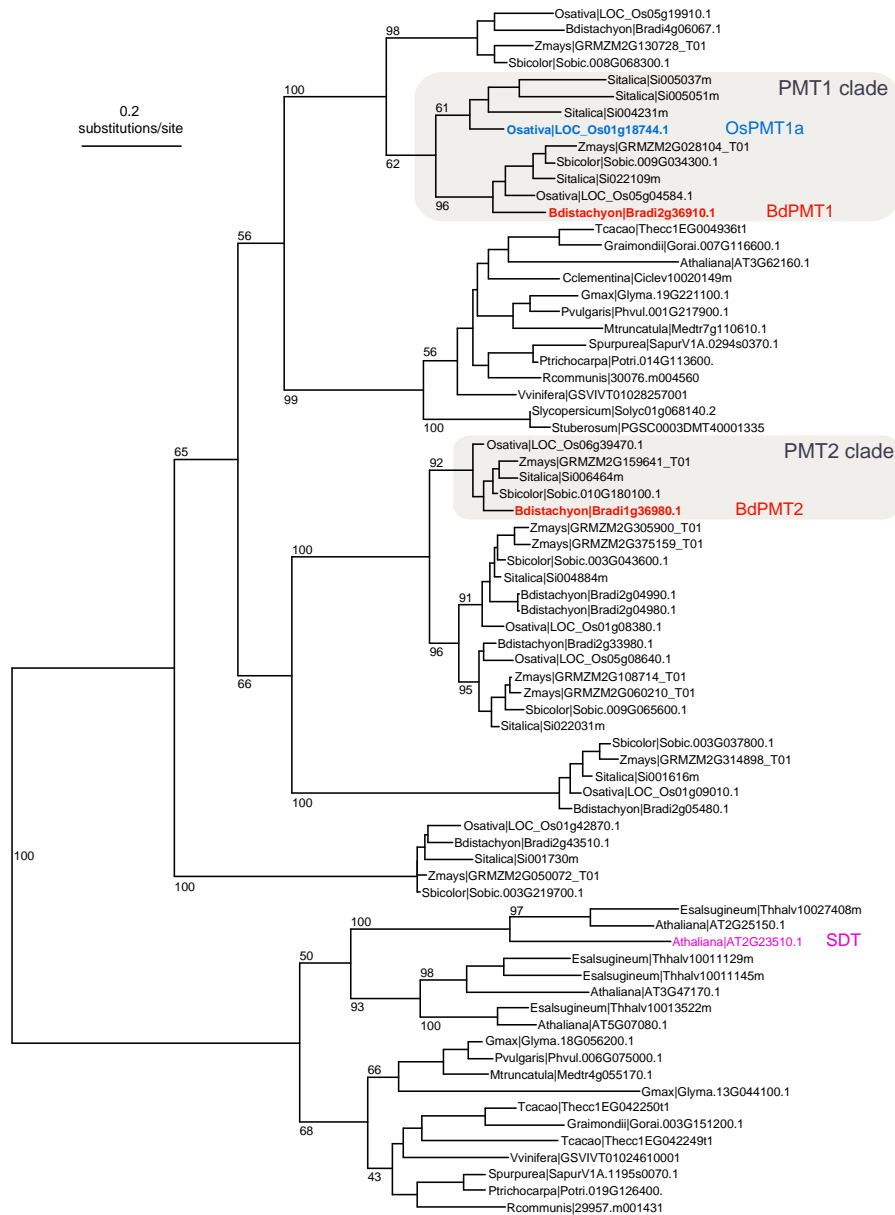 Osativa|LOC_Os05g19910.1
98
Bdistachyon|Bradi4g06067.1
Zmays|GRMZM2G130728_T01
Sbicolor|Sobic.008G068300.1
100
Sitalica|Si005037m
PMT1 clade
Sitalica|Si005051m
0.2
substitutions/site
61
Sitalica|Si004231m
Osativa|LOC_Os01g18744.1
OsPMT1a
Zmays|GRMZM2G028104_T01
62
Sbicolor|Sobic.009G034300.1
Sitalica|Si022109m
Osativa|LOC_Os05g04584.1
96
Bdistachyon|Bradi2g36910.1
BdPMT1
Tcacao|Thecc1EG004936t1
56
Graimondii|Gorai.007G116600.1
Athaliana|AT3G62160.1
Cclementina|Ciclev10020149m
Gmax|Glyma.19G221100.1
Pvulgaris|Phvul.001G217900.1
Mtruncatula|Medtr7g110610.1
Spurpurea|SapurV1A.0294s0370.1
56
Ptrichocarpa|Potri.014G113600.
Rcommunis|30076.m004560
99
Vvinifera|GSVIVT01028257001
Slycopersicum|Solyc01g068140.2
100
Stuberosum|PGSC0003DMT40001335
Osativa|LOC_Os06g39470.1
PMT2 clade
65
92
Zmays|GRMZM2G159641_T01
Sitalica|Si006464m
Sbicolor|Sobic.010G180100.1
Bdistachyon|Bradi1g36980.1
BdPMT2
Zmays|GRMZM2G305900_T01
Zmays|GRMZM2G375159_T01
100
Sbicolor|Sobic.003G043600.1
Sitalica|Si004884m
Bdistachyon|Bradi2g04990.1
91
Bdistachyon|Bradi2g04980.1
Osativa|LOC_Os01g08380.1
Bdistachyon|Bradi2g33980.1
96
Osativa|LOC_Os05g08640.1
Zmays|GRMZM2G108714_T01
66
95
Zmays|GRMZM2G060210_T01
Sbicolor|Sobic.009G065600.1
Sitalica|Si022031m
Sbicolor|Sobic.003G037800.1
Zmays|GRMZM2G314898_T01
Sitalica|Si001616m
Osativa|LOC_Os01g09010.1
100
Bdistachyon|Bradi2g05480.1
Osativa|LOC_Os01g42870.1
Bdistachyon|Bradi2g43510.1
100
Sitalica|Si001730m
Zmays|GRMZM2G050072_T01
100
Sbicolor|Sobic.003G219700.1
Esalsugineum|Thhalv10027408m
97
100
Athaliana|AT2G25150.1
Athaliana|AT2G23510.1
SDT
50
Esalsugineum|Thhalv10011129m
98
Esalsugineum|Thhalv10011145m
Athaliana|AT3G47170.1
93
Esalsugineum|Thhalv10013522m
100
Athaliana|AT5G07080.1
Gmax|Glyma.18G056200.1
Pvulgaris|Phvul.006G075000.1
66
Mtruncatula|Medtr4g055170.1
Gmax|Glyma.13G044100.1
Tcacao|Thecc1EG042250t1
68
Graimondii|Gorai.003G151200.1
Tcacao|Thecc1EG042249t1
Vvinifera|GSVIVT01024610001
43
Spurpurea|SapurV1A.1195s0070.1
Ptrichocarpa|Potri.019G126400.
Rcommunis|29957.m001431